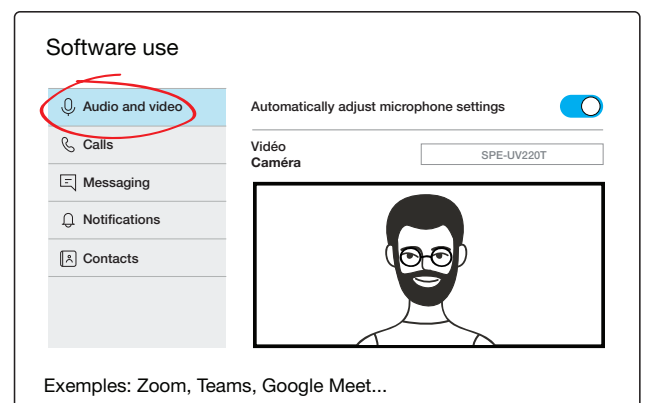 Software use
Audio and video
Automatically adjust microphone settings
Calls
Vidéo
Caméra
SPE-UV220T
Messaging
Notifications
Contacts
Exemples: Zoom, Teams, Google Meet...